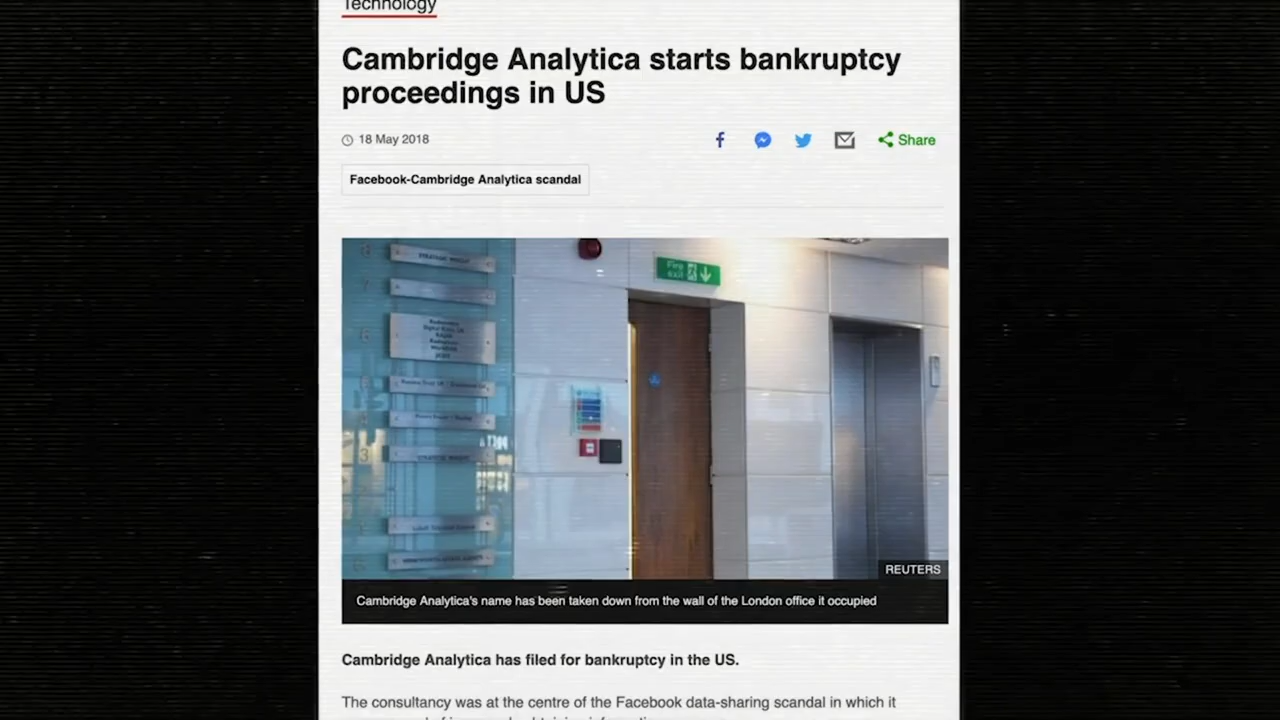 Technology
Cambridge Analytica starts bankruptcy
proceedings in US
18 May 2018
Share
Facebook-Cambridge Analytica scandal
Fire
exit
REUTERS
Cambridge Analytica's name has been taken down from the wall of the London office it occupied
Cambridge Analytica has filed for bankruptcy in the US.
The consultancy was at the centre of the Facebook data-sharing scandal in which it